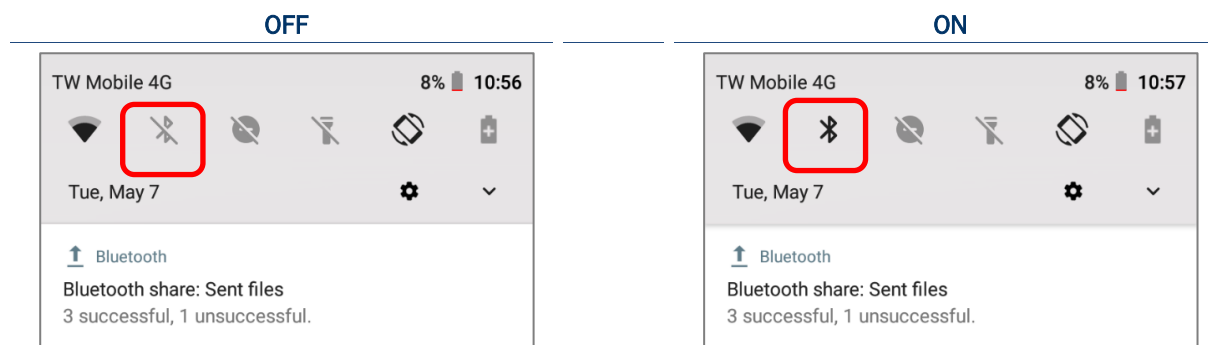 OFF
TW Mobile 4G 8% 10:56
Tue, May 7
Bluetooth
Bluetooth share: Sent files
3 successful, 1 unsuccessful.
ON
TW Mobile 4G 8% 10:57
Tue, May 7
Bluetooth
Bluetooth share: Sent files
3 successful, 1 unsuccessful.